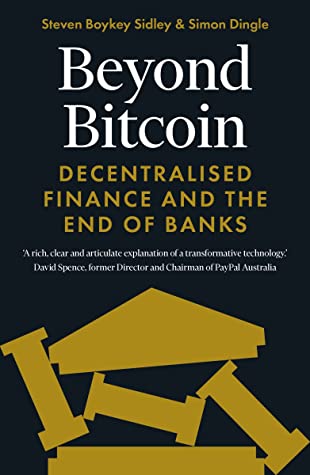 Steven Boykey Sidley & Simon Dingle
Beyond
Bitcoin
DECENTRALISED
FINANCE AND THE
END OF BANKS
‘A rich, clear and articulate explanation of a transformative technology.’
David Spence, former Director and Chairman of PayPal Australia